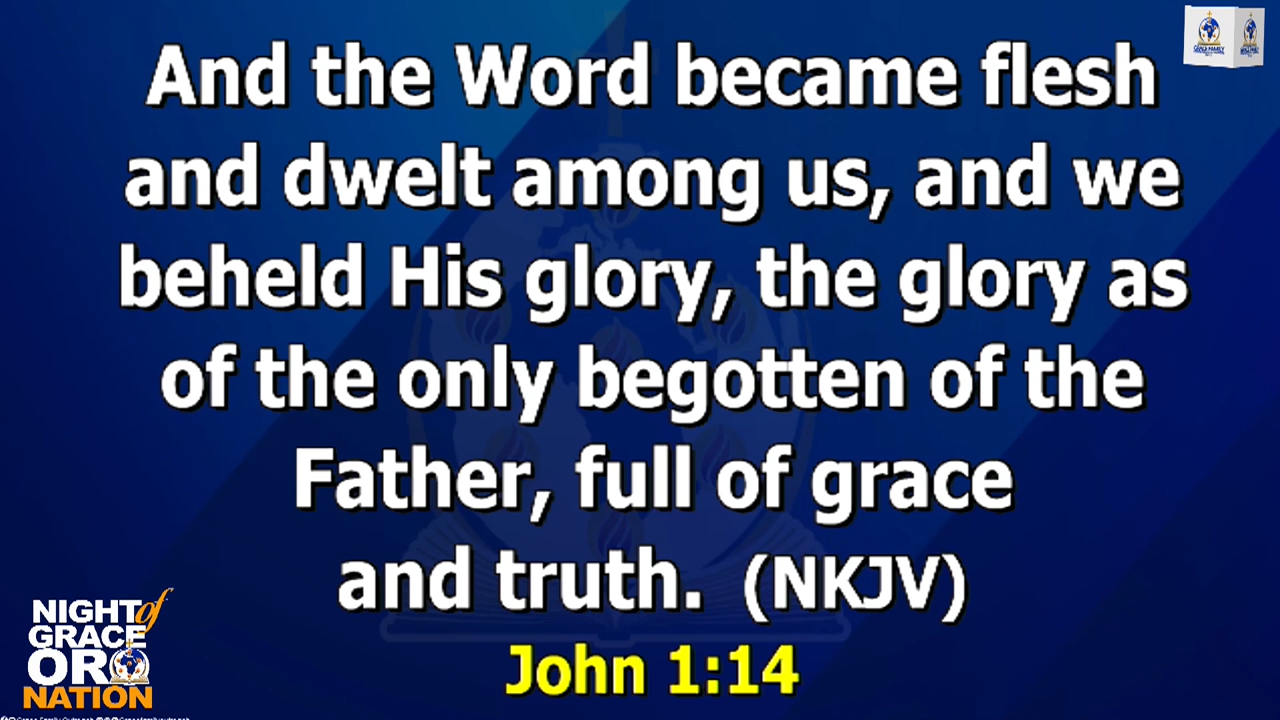 And the Word became flesh
and dwelt among us, and we
beheld His glory, the glory as
of the only begotten of the
Father, full of grace
and truth. (NKJV)
John 1:14
NIGHT of
GRACE
ORO
NATION